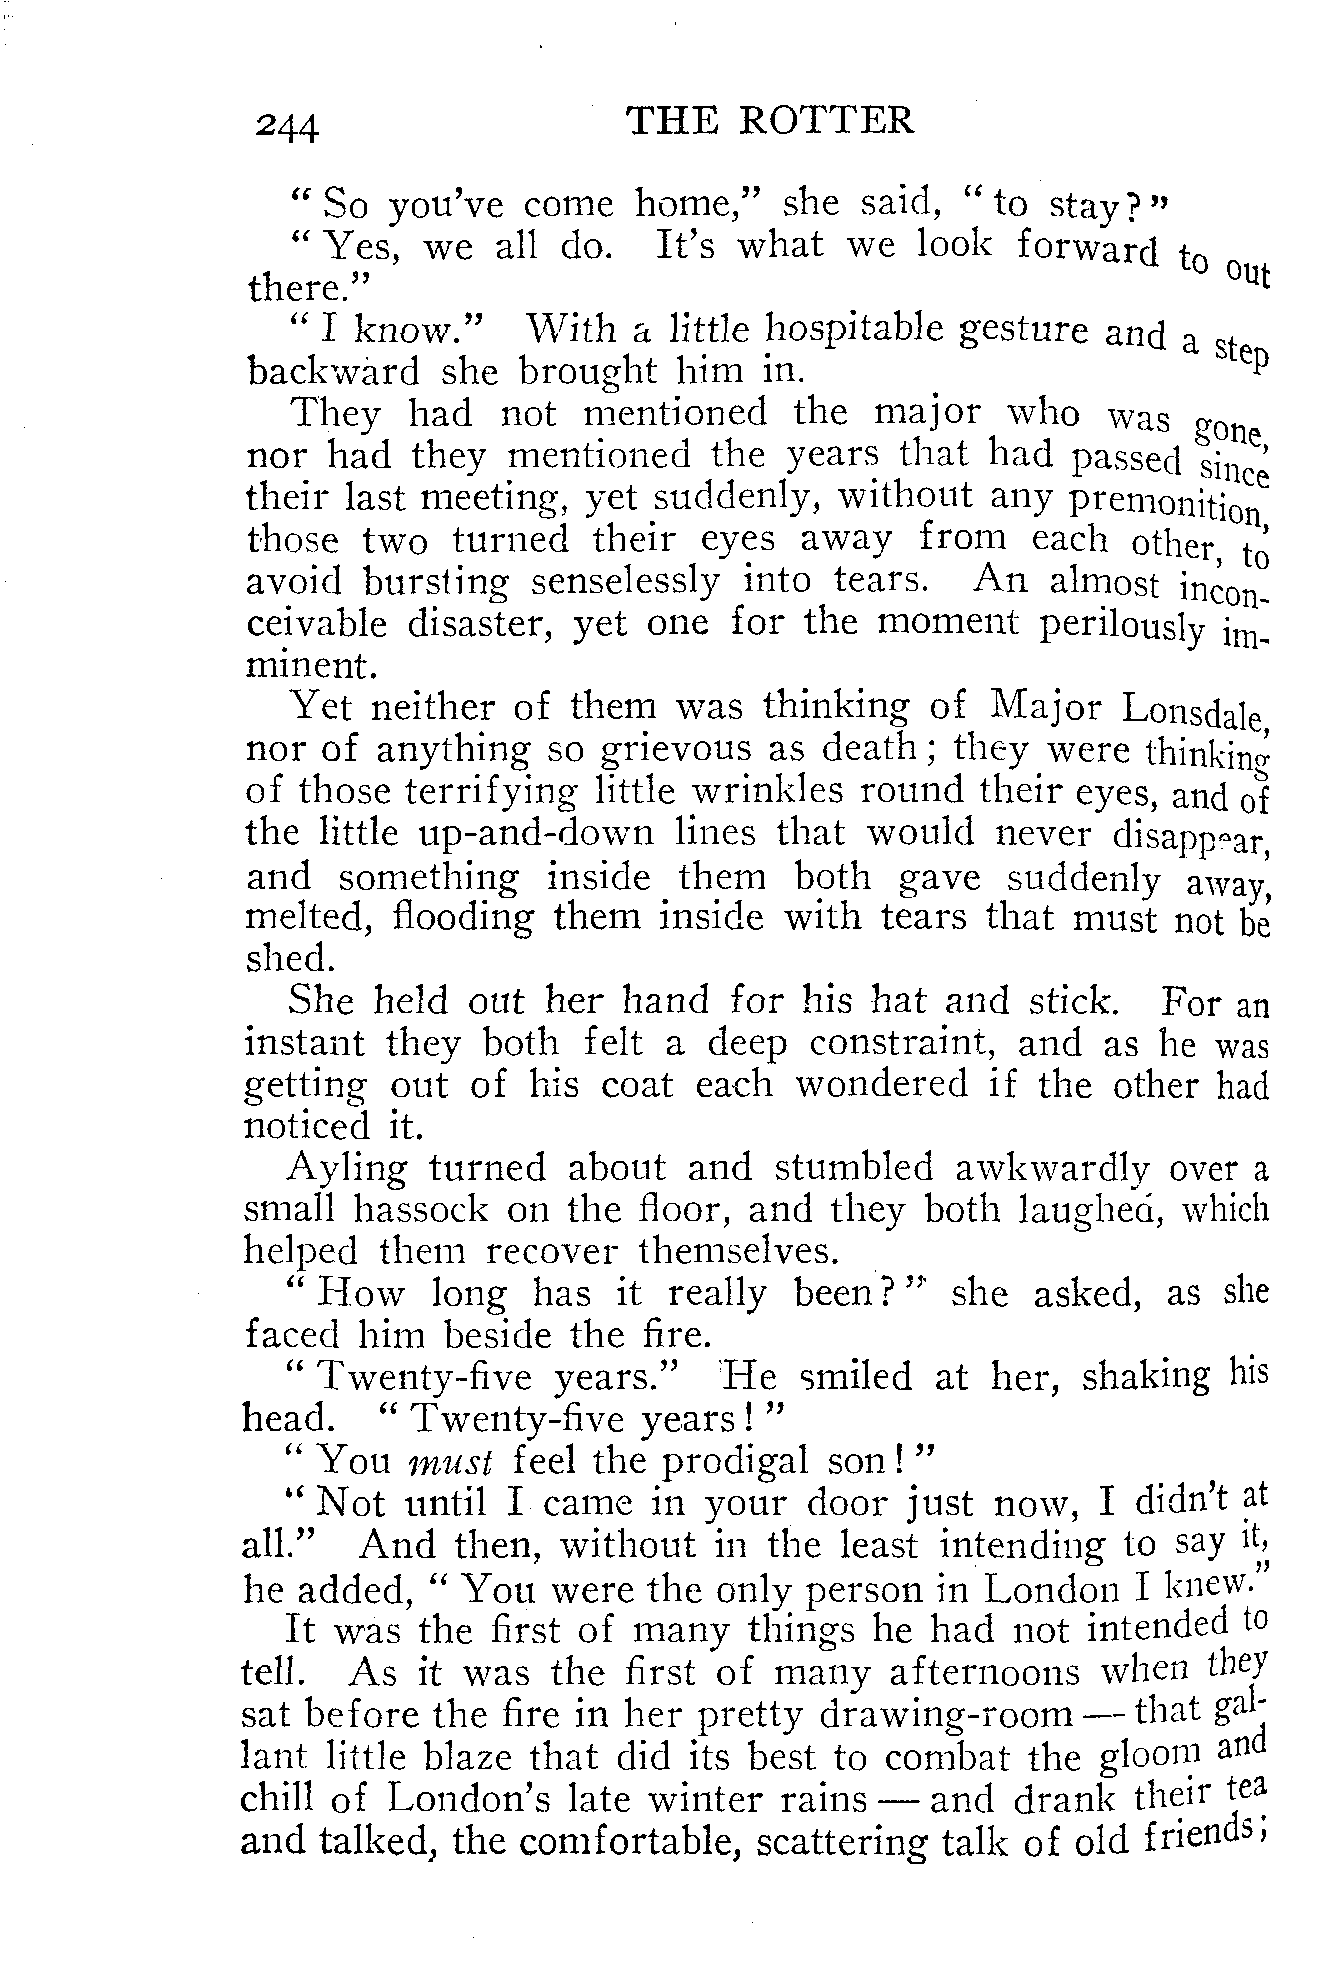 244 THE ROTTER
“ So you've come home,” she said, “ to stay? ”
“ Yes, we all do. It's what we look forward to out
there.”
“ I know.” With a little hospitable gesture and a step
backward she brought him in.
They had not mentioned the major who was gone,
nor had they mentioned the years that had passed since
their last meeting, yet suddenly, without any premonition,
those two turned their eyes away from each other, to
avoid bursting senselessly into tears. An almost incon-
ceivable disaster, yet one for the moment perilously im-
minent.
Yet neither of them was thinking of Major Lonsdale,
nor of anything so grievous as death; they were thinking
of those terrifying little wrinkles round their eyes, and of
the little up-and-down lines that would never disappear,
and something inside them both gave suddenly away,
melted, flooding them inside with tears that must not be
shed.
She held out her hand for his hat and stick. For an
instant they both felt a deep constraint, and as he was
getting out of his coat each wondered if the other had
noticed it.
Ayling turned about and stumbled awkwardly over a
small hassock on the floor, and they both laughed, which
helped them recover themselves.
“ How long has it really been? ” she asked, as she
faced him beside the fire.
“ Twenty-five years.” He smiled at her, shaking his
head. “ Twenty-five years! ”
“ You must feel the prodigal son! ”
“ Not until I came in your door just now, I didn't at
all.” And then, without in the least intending to say it,
he added, “ You were the only person in London I knew.”
It was the first of many things he had not intended to
tell. As it was the first of many afternoons when they
sat before the fire in her pretty drawing-room — that gal-
lant little blaze that did its best to combat the gloom and
chill of London's late winter rains — and drank their tea
and talked, the comfortable, scattering talk of old friends;